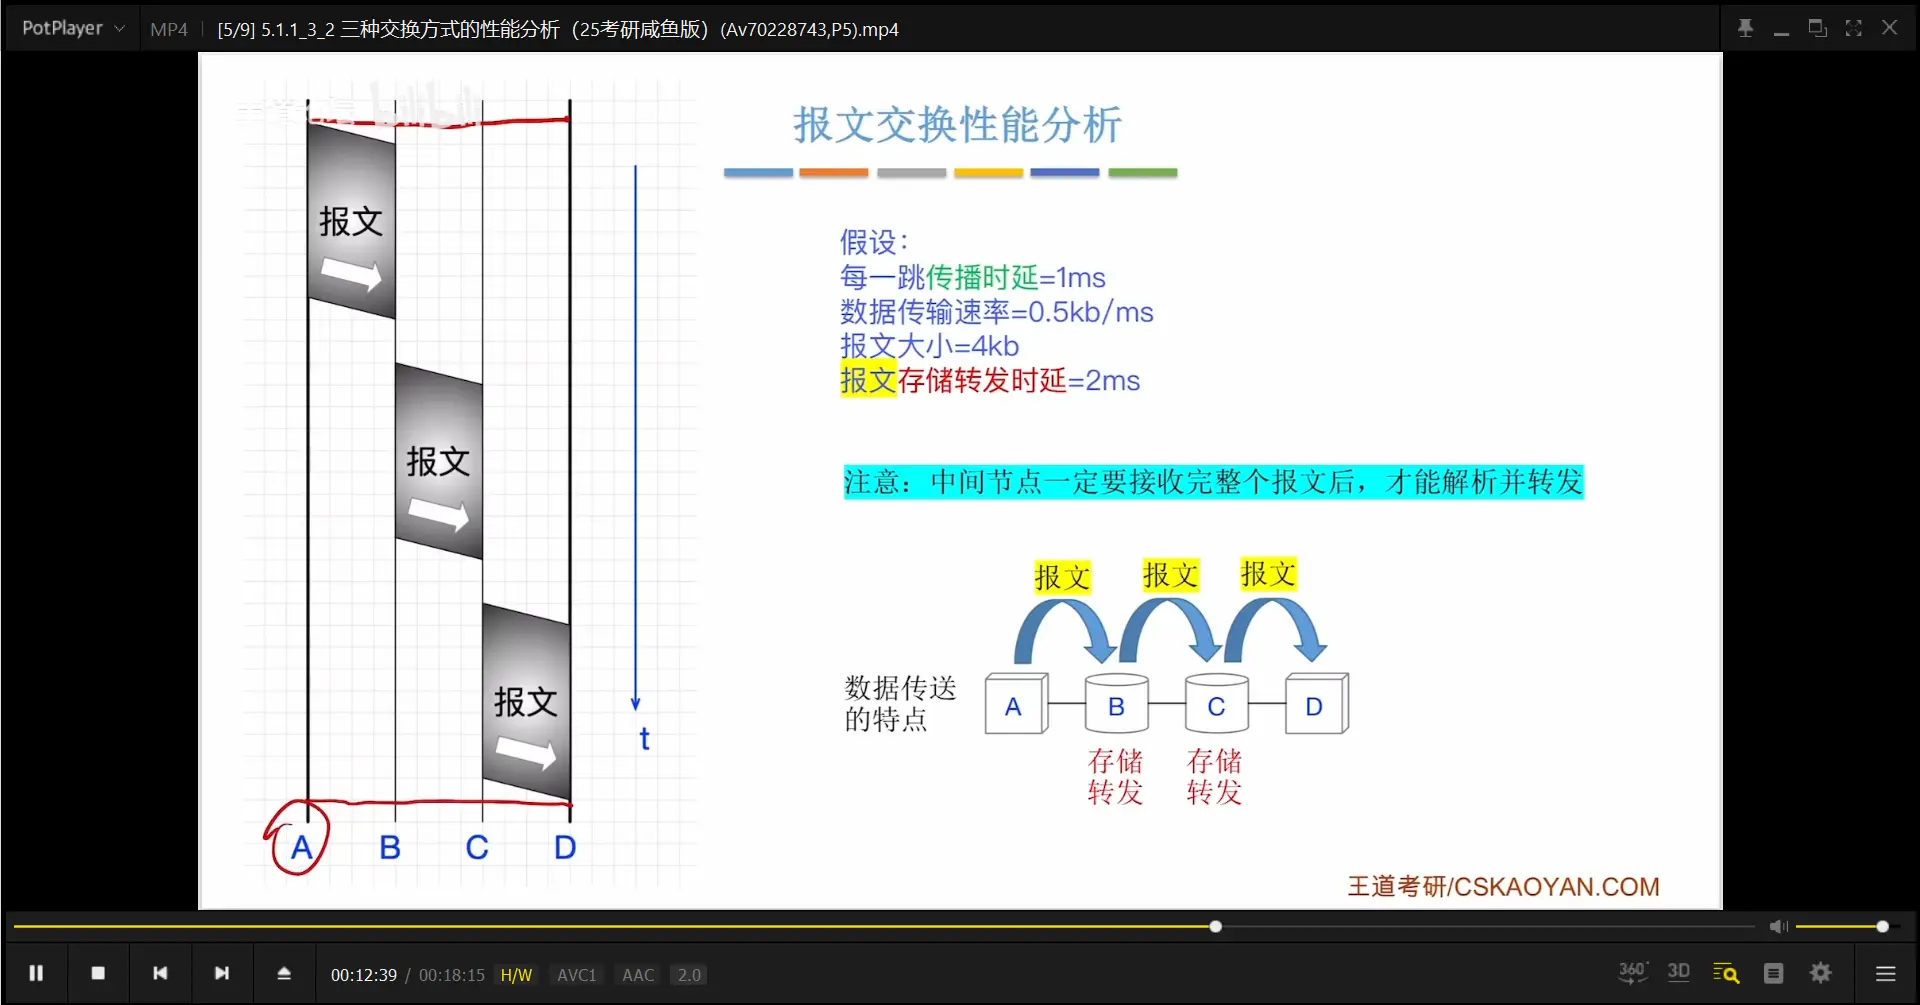 PotPlayer MP4 [5/9] 5.1.1_3_2 三种交换方式的性能分析（25考研咸鱼版）(Av70228743,P5).mp4
报文交换性能分析
报文
报文
报文
t
A B C D
假设：
每一跳传播时延=1ms
数据传输速率=0.5kb/ms
报文大小=4kb
报文存储转发时延=2ms
注意：中间节点一定要接收完整个报文后，才能解析并转发
报文 报文 报文
数据传送
的特点
A B C D
存储 存储
转发 转发
王道考研/CSKAOYAN.COM
00:12:39 / 00:18:15 H/W AVC1 AAC 2.0
360° 3D